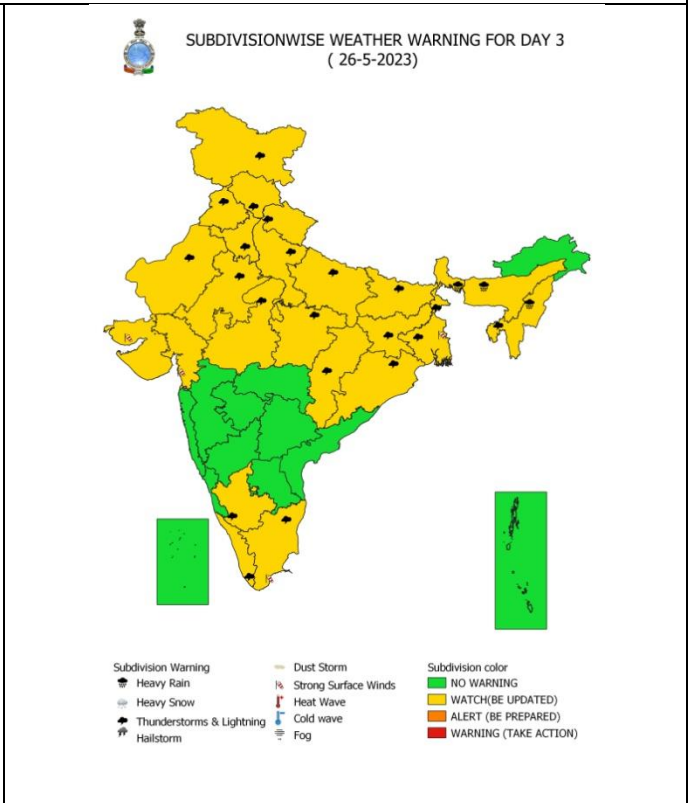 SUBDIVISIONWISE WEATHER WARNING FOR DAY 3
( 26-5-2023)
Subdivision Warning
Heavy Rain
Heavy Snow
Thunderstorms & Lightning
Hailstorm
Dust Storm
Strong Surface Winds
Heat Wave
Cold wave
Fog
Subdivision color
NO WARNING
WATCH(BE UPDATED)
ALERT (BE PREPARED)
WARNING (TAKE ACTION)